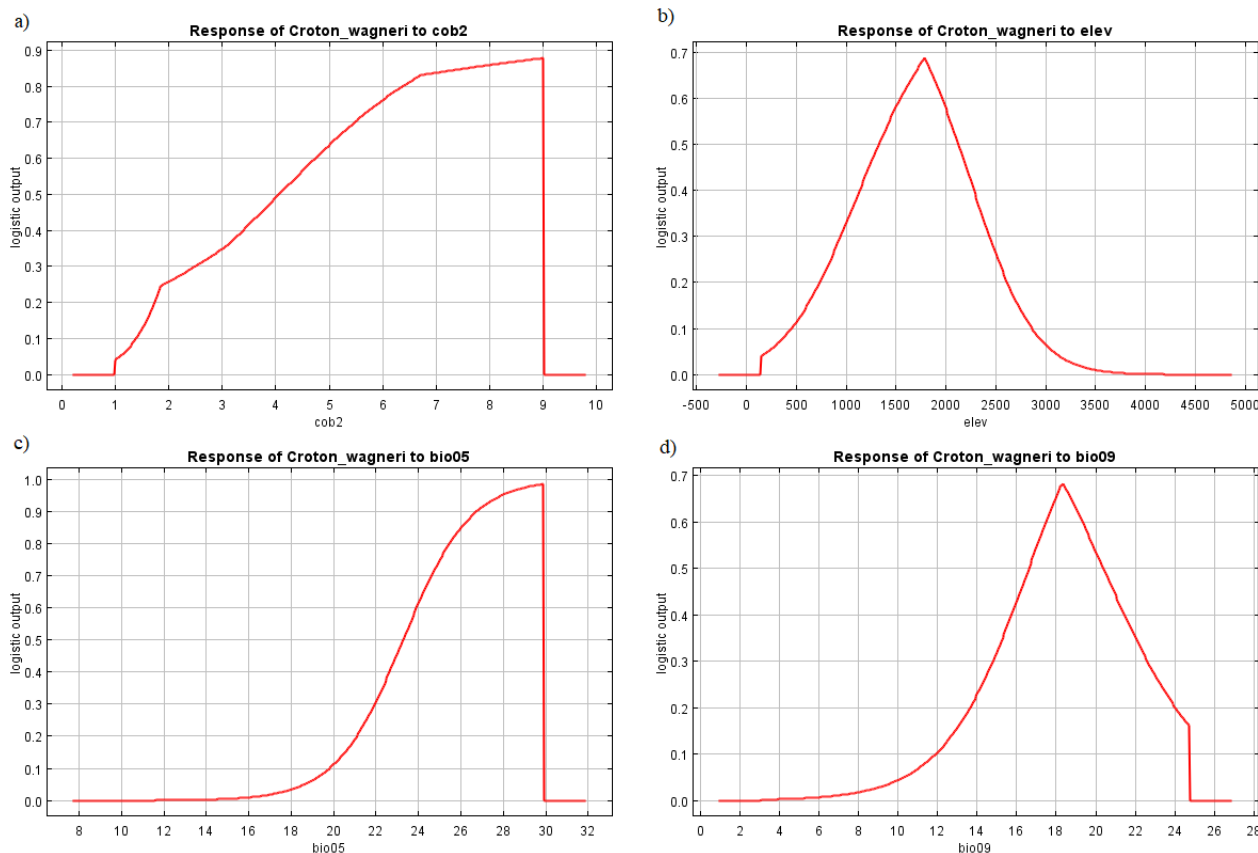 a)
Response of Croton_wagneri to cob2
0.9
0.8
0.7
0.6
0.5
0.4
0.3
0.2
0.1
0.0
logistic output
0 1 2 3 4 5 6 7 8 9 10
cob2
b)
Response of Croton_wagneri to elev
0.7
0.6
0.5
0.4
0.3
0.2
0.1
0.0
logistic output
-500 0 500 1000 1500 2000 2500 3000 3500 4000 4500 5000
elev
c)
Response of Croton_wagneri to bio05
1.0
0.9
0.8
0.7
0.6
0.5
0.4
0.3
0.2
0.1
0.0
logistic output
8 10 12 14 16 18 20 22 24 26 28 30 32
bio05
d)
Response of Croton_wagneri to bio09
0.7
0.6
0.5
0.4
0.3
0.2
0.1
0.0
logistic output
0 2 4 6 8 10 12 14 16 18 20 22 24 26 28
bio09